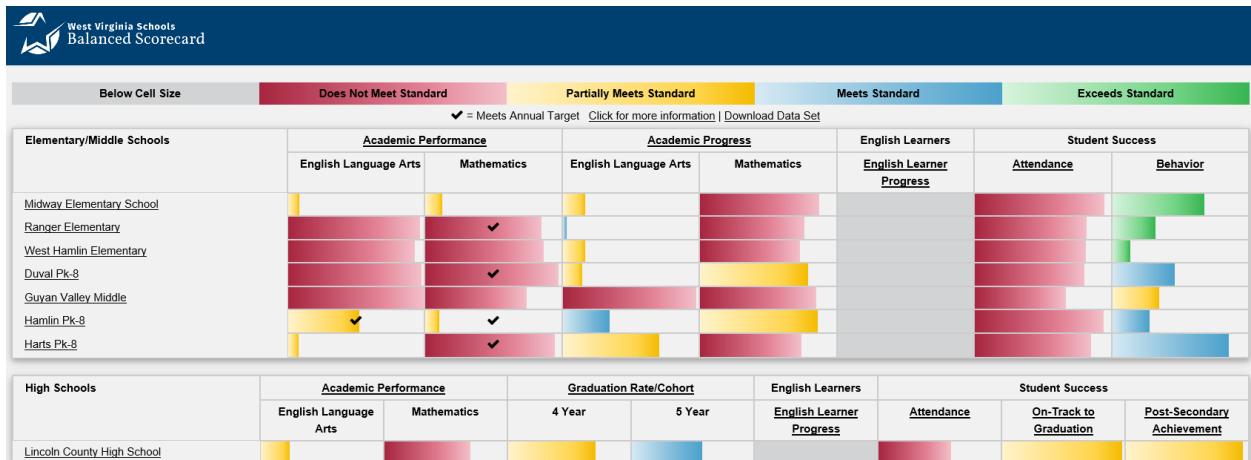 West Virginia Schools
Balanced Scorecard
Below Cell Size Does Not Meet Standard Partially Meets Standard Meets Standard Exceeds Standard
✔ = Meets Annual Target Click for more information | Download Data Set
Elementary/Middle Schools Academic Performance Academic Progress English Learners Student Success
English Language Arts Mathematics English Language Arts Mathematics English Learner Attendance Behavior
Progress
Midway Elementary School
Ranger Elementary ✔
West Hamlin Elementary
Duval Pk-8 ✔
Guyan Valley Middle
Hamlin Pk-8 ✔ ✔
Harts Pk-8 ✔
High Schools Academic Performance Graduation Rate/Cohort English Learners Student Success
English Language Mathematics 4 Year 5 Year English Learner Attendance On-Track to Post-Secondary
Arts Progress Graduation Achievement
Lincoln County High School